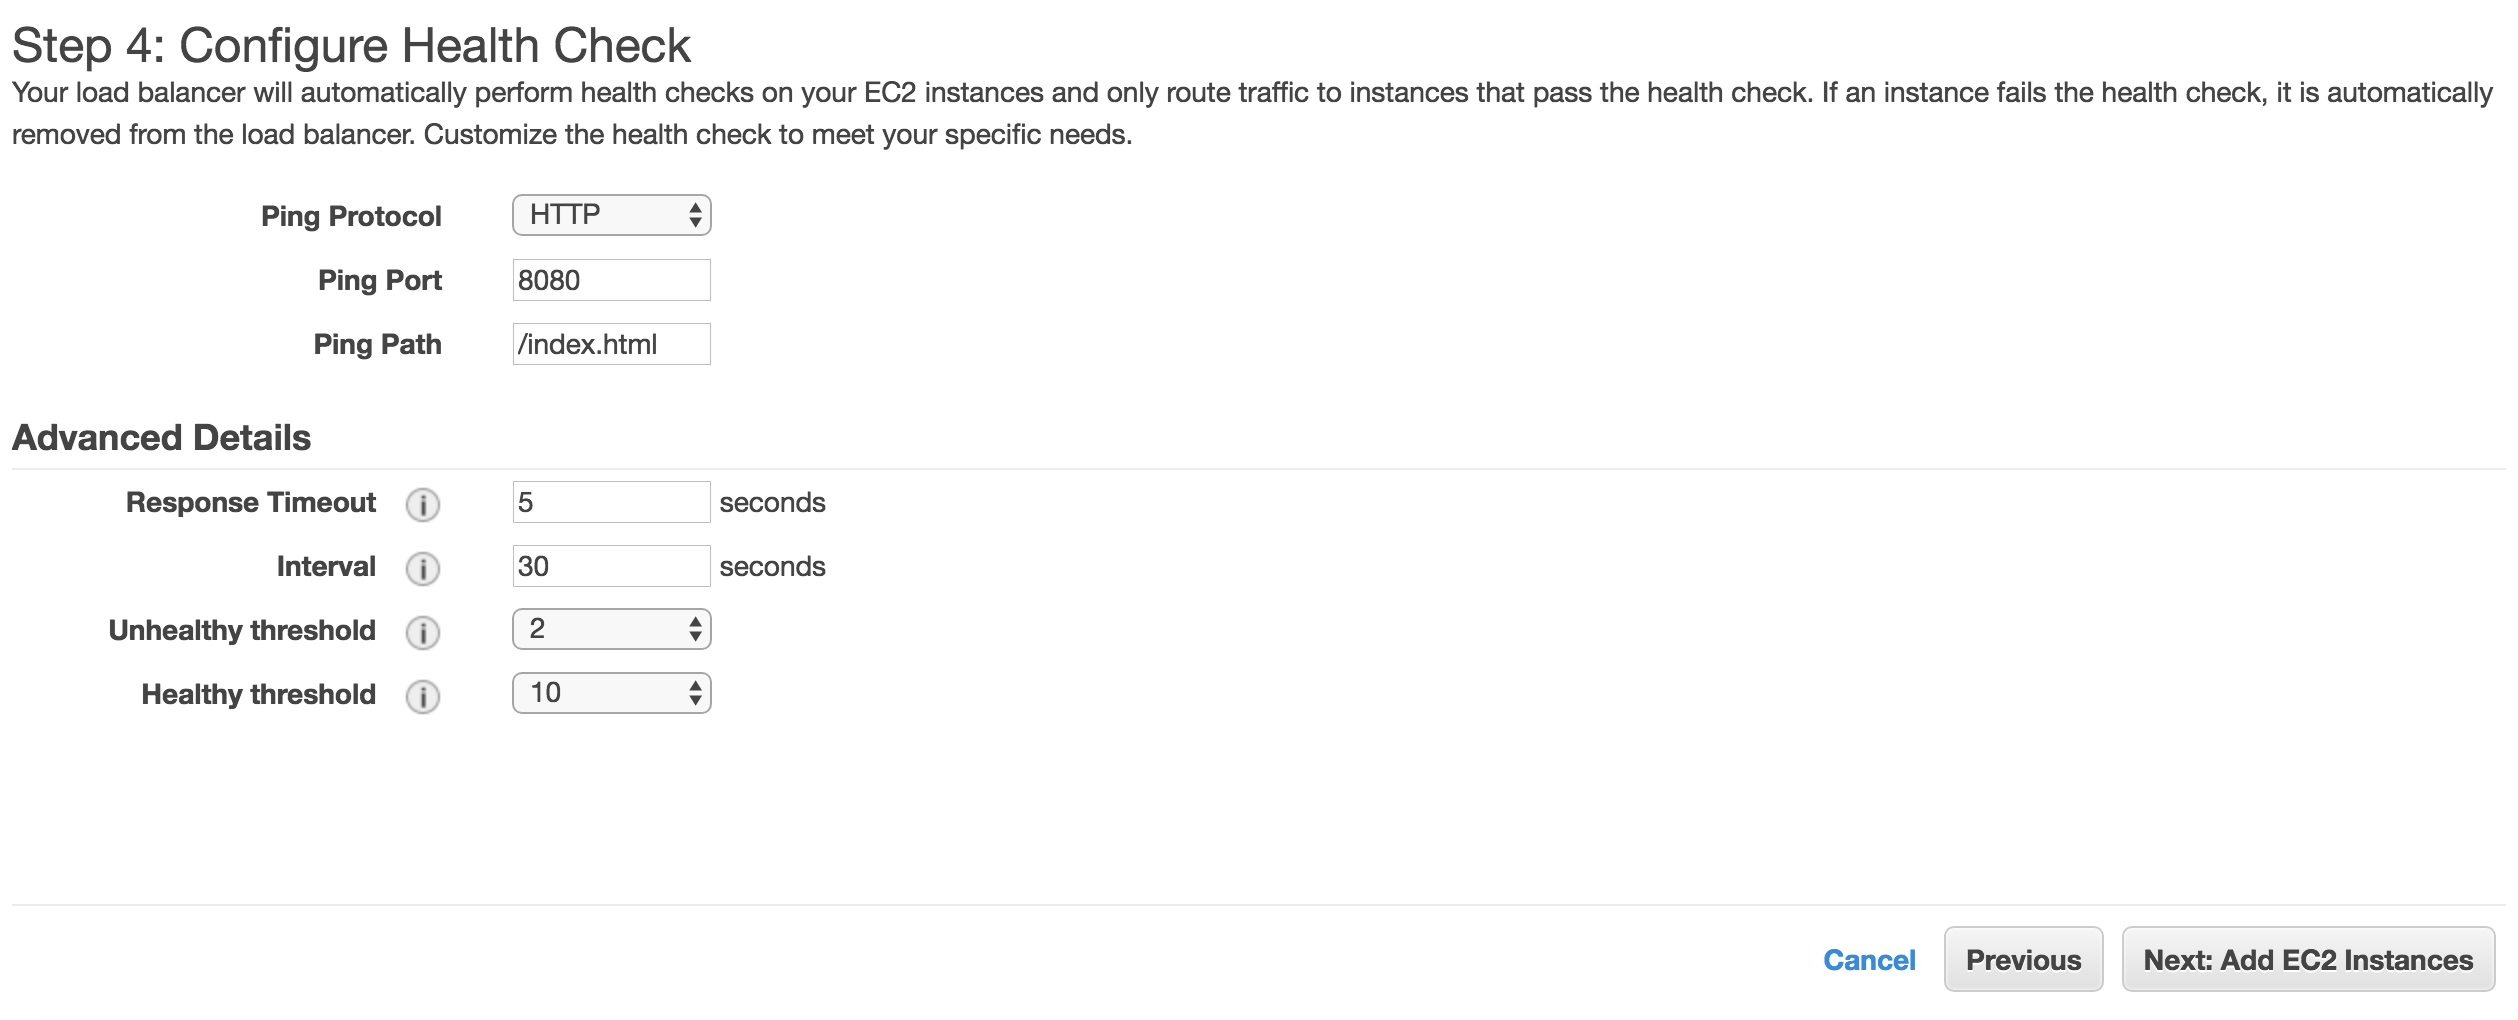 Step 4: Configure Health Check
Your load balancer will automatically perform health checks on your EC2 instances and only route traffic to instances that pass the health check. If an instance fails the health check, it is automatically
removed from the load balancer. Customize the health check to meet your specific needs.
Ping Protocol HTTP
Ping Port 8080
Ping Path /index.html
Advanced Details
Response Timeout i 5 seconds
Interval i 30 seconds
Unhealthy threshold i 2
Healthy threshold i 10
Cancel Previous Next: Add EC2 Instances